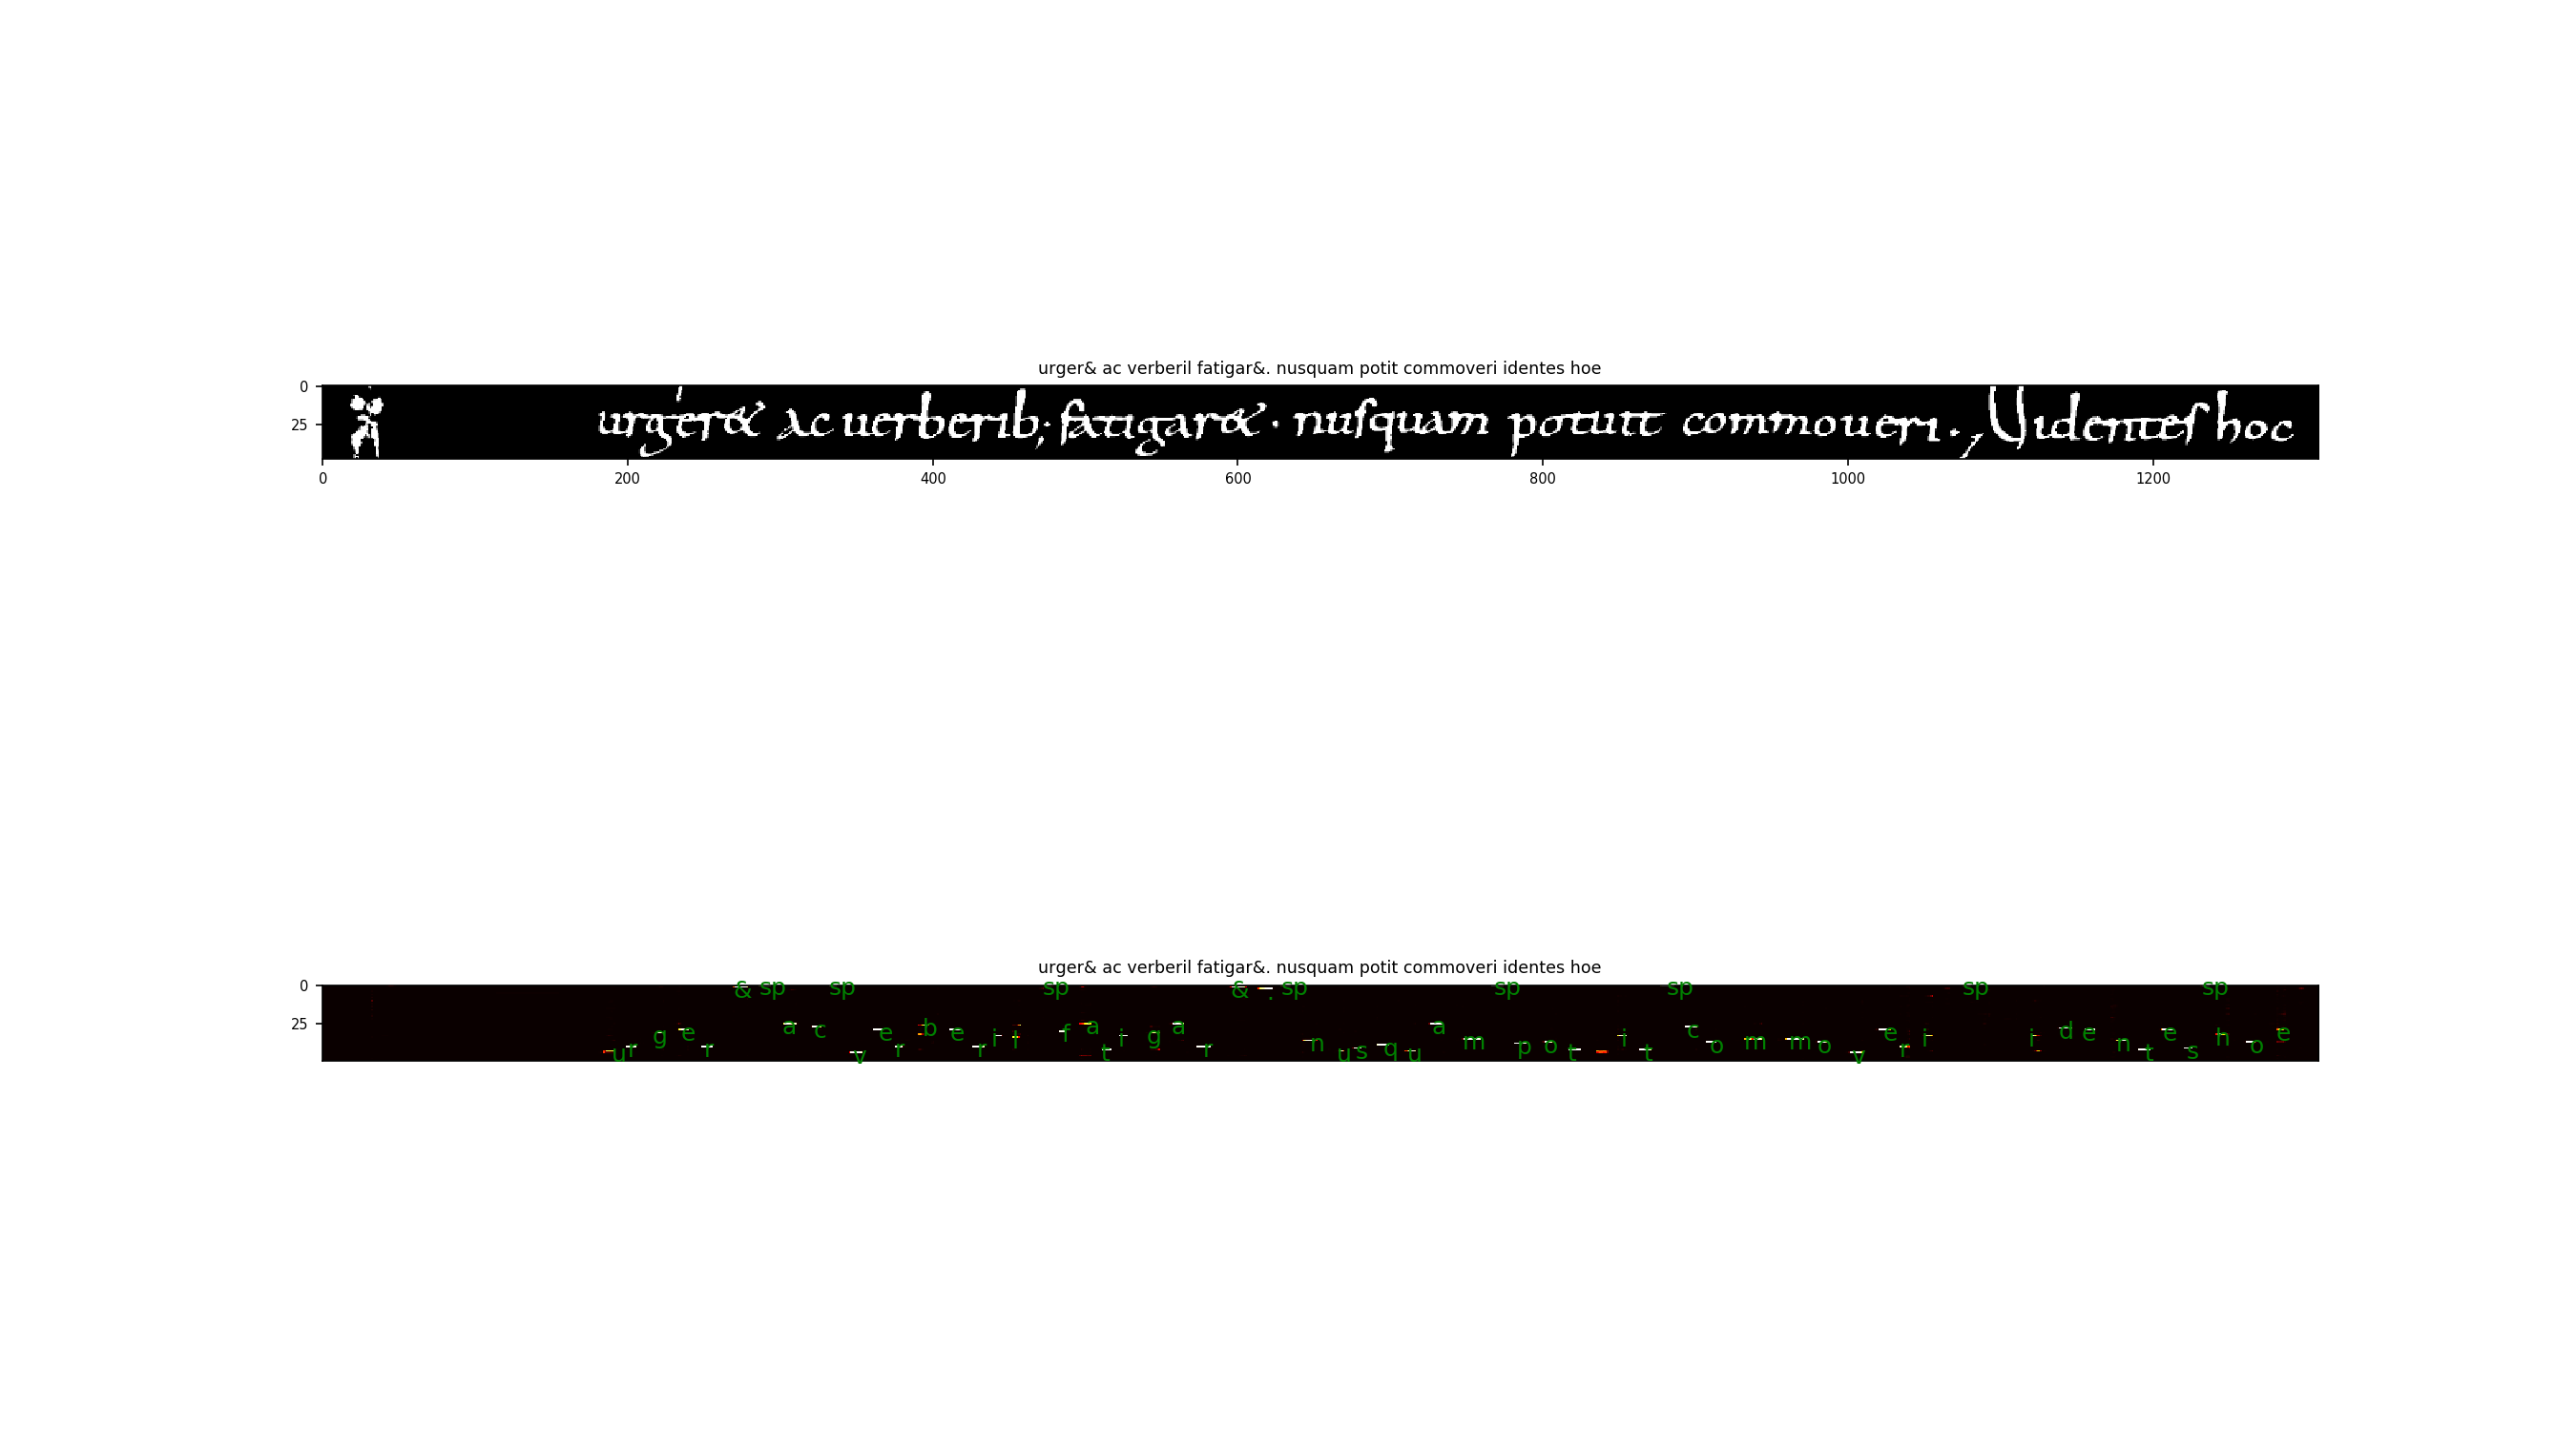 urger& ac verberil fatigar&. nusquam potit commoveri identes hoe
0
25
urger& ac uerberib; fatigar& · nusquam potuit commoueri ., Uidentes hoc
0 200 400 600 800 1000 1200
urger& ac verberil fatigar&. nusquam potit commoveri identes hoe
0
25
& sp sp sp & . sp sp sp sp sp
u r g e r a c v e r b e r i l f a t i g a r n u s q u a m p o t i t c o m m o v e r i i d e n t e s h o e